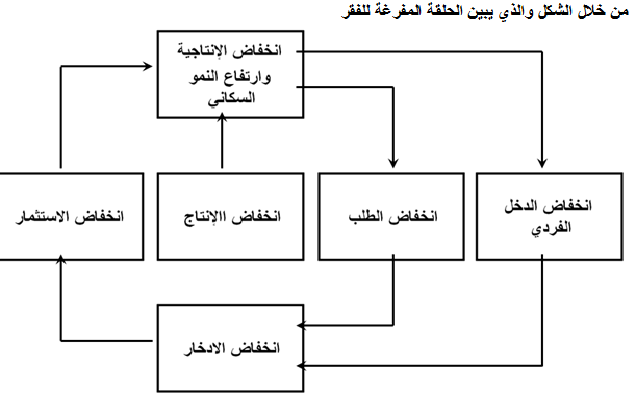 من خلال الشكل والذي يبين الحلقة المفرغة للفقر
انخفاض الإنتاجية
وارتفاع النمو
السكاني
انخفاض الدخل
الفردي
انخفاض الطلب
انخفاض االإنتاج
انخفاض الاستثمار
انخفاض الادخار